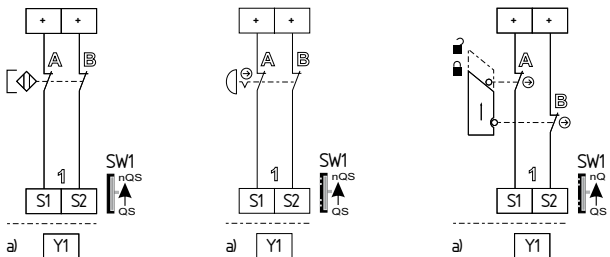 + +
A B
1
SW1
nQS
S1 S2
QS
a) Y1
+ +
A B
SW1
nQS
S1 S2
QS
a) Y1
+ +
A
B
1
SW1
nQ
S1 S2
QS
a) Y1